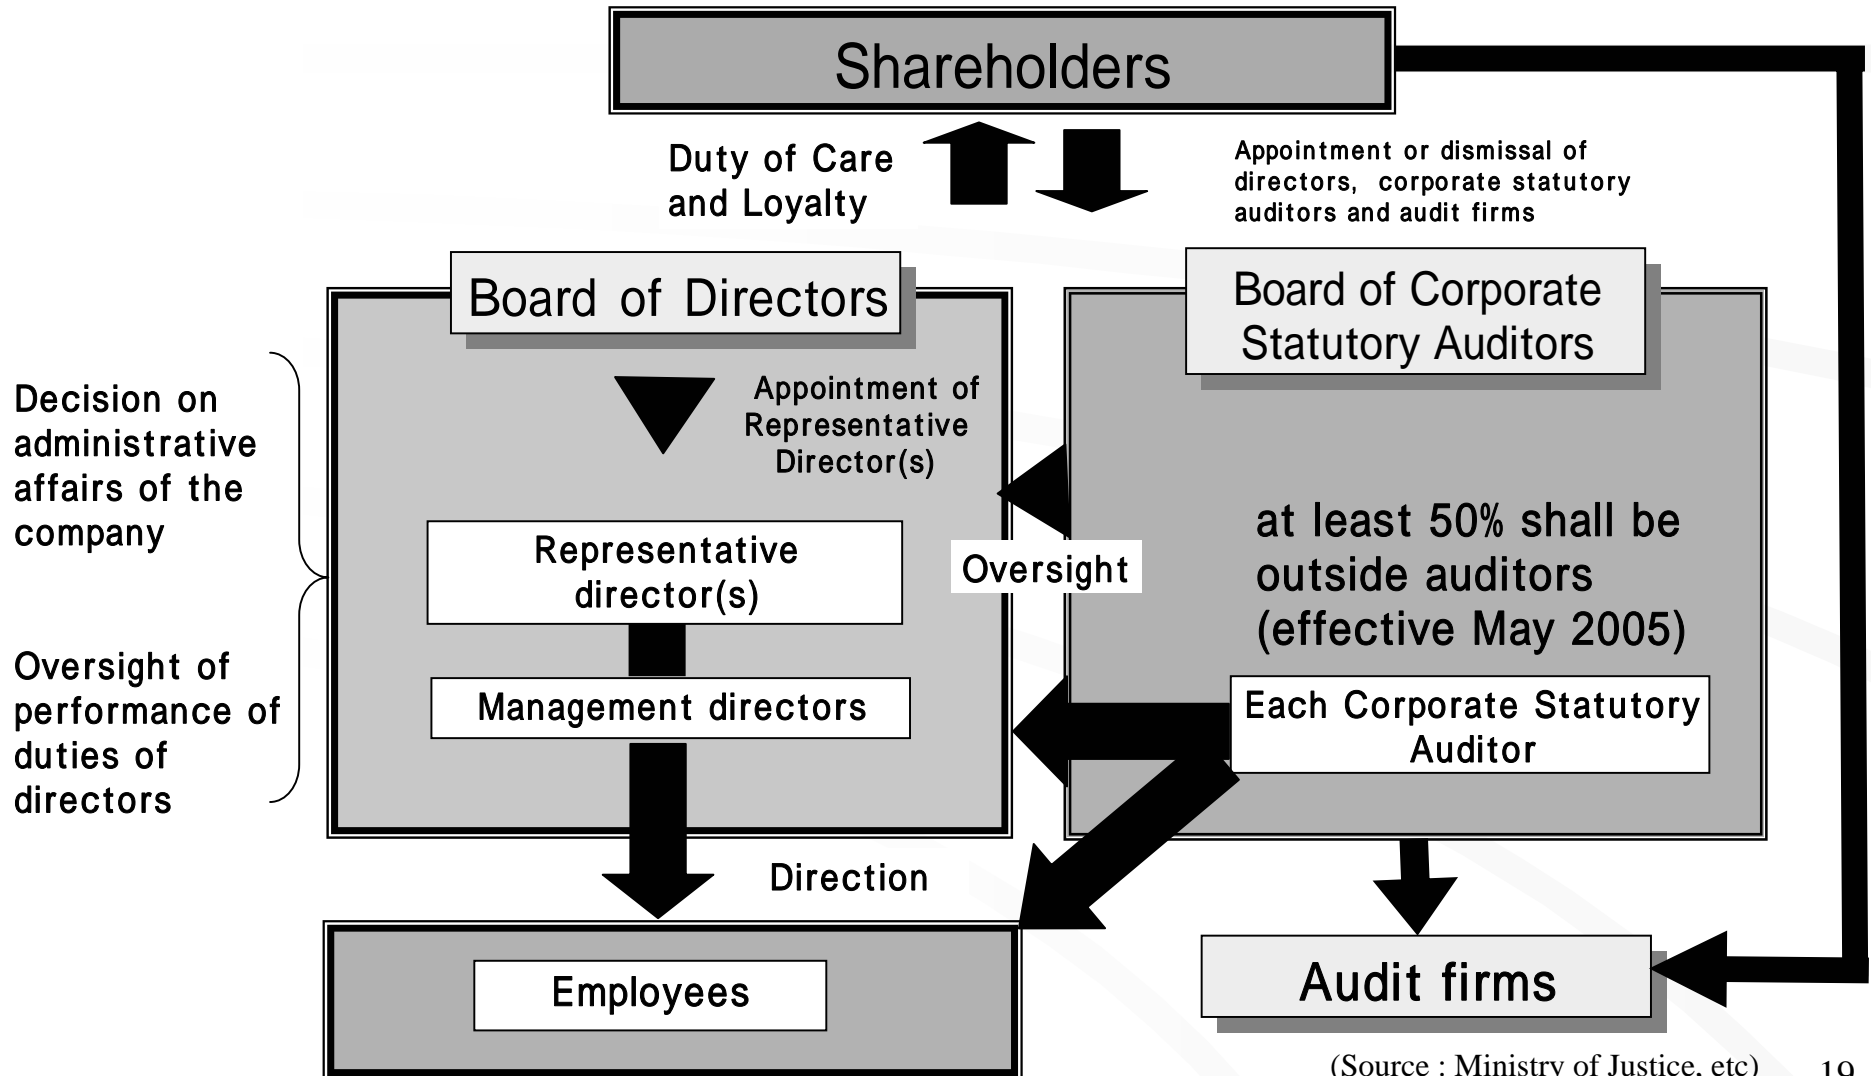 Shareholders
Duty of Care
and Loyalty
Appointment or dismissal of
directors, corporate statutory
auditors and audit firms
Board of Directors
Board of Corporate
Statutory Auditors
Decision on
administrative
affairs of the
company
Oversight of
performance of
duties of
directors
Appointment of
Representative
Director(s)
Representative
director(s)
Management directors
Oversight
at least 50% shall be
outside auditors
(effective May 2005)
Each Corporate Statutory
Auditor
Direction
Employees
Audit firms
(Source : Ministry of Justice, etc)
19